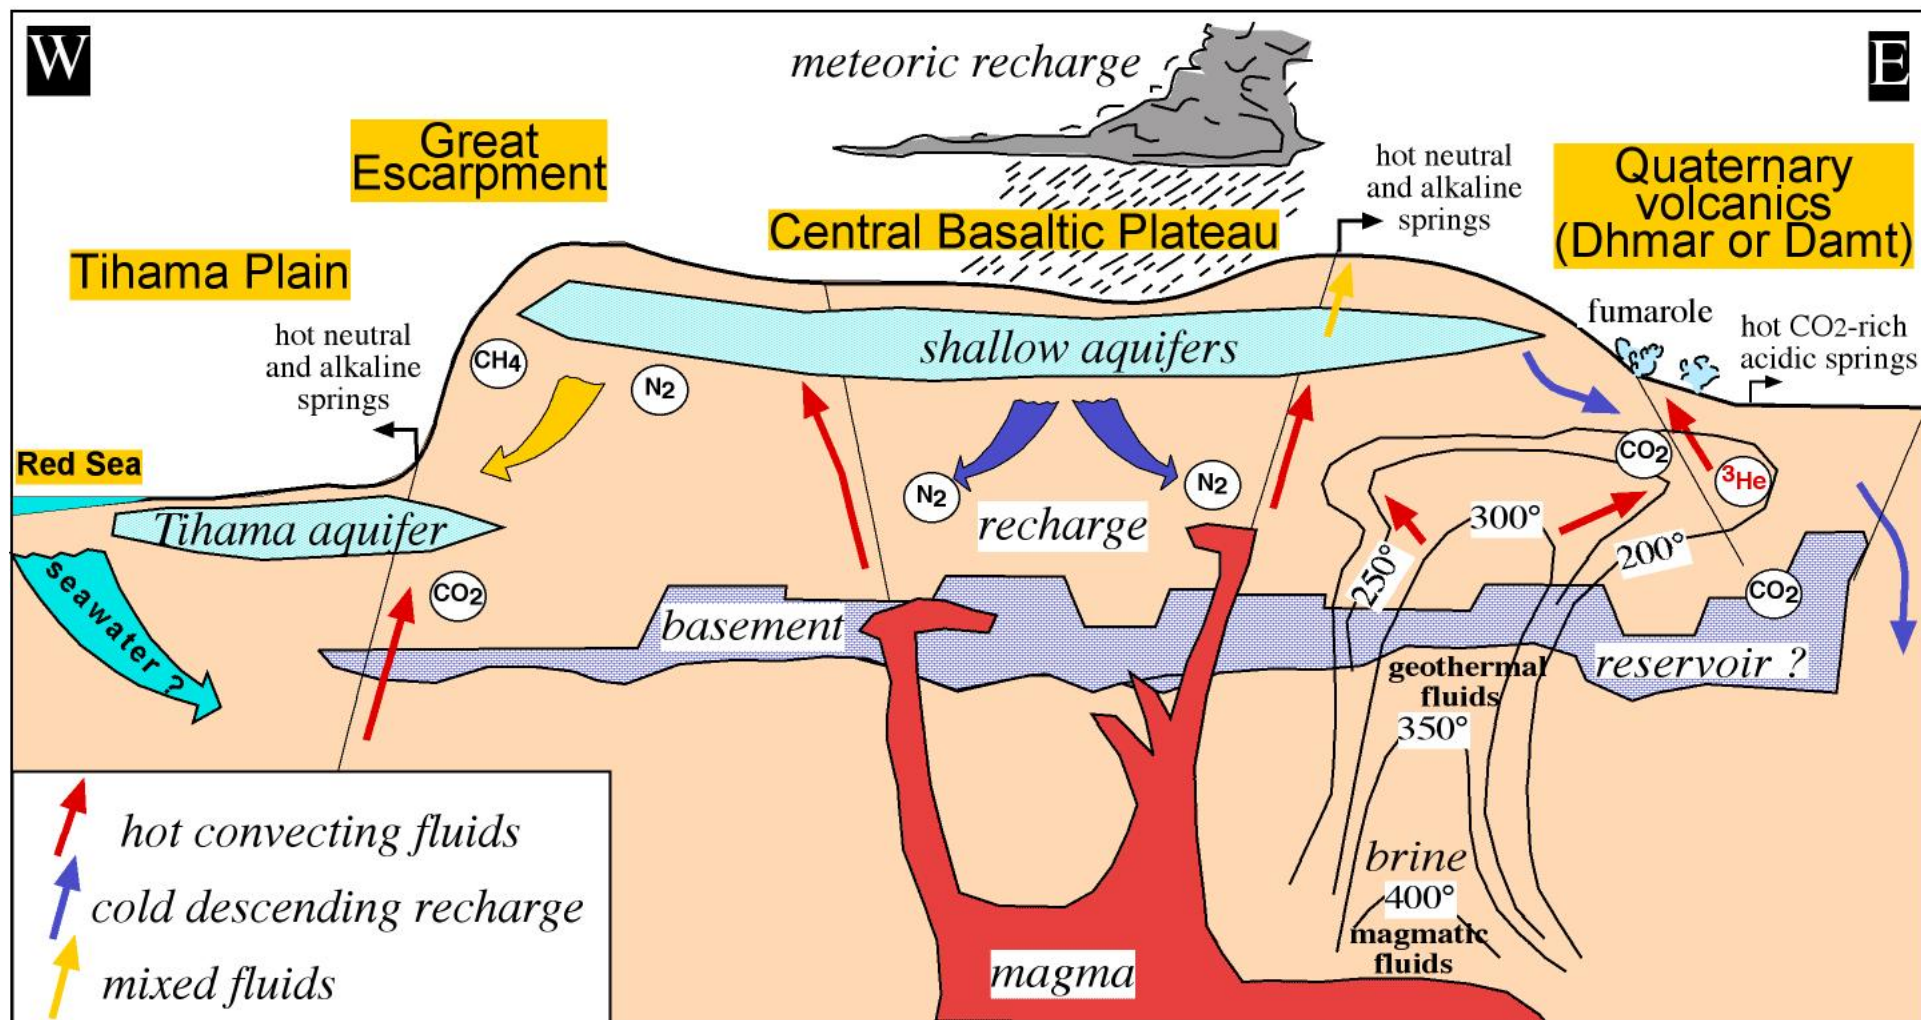 W
E
meteoric recharge
Great
Escarpment
hot neutral
and alkaline
springs
Quaternary
volcanics
(Dhmar or Damt)
Central Basaltic Plateau
Tihama Plain
hot neutral
and alkaline
springs
fumarole
hot CO2-rich
acidic springs
shallow aquifers
CH4
N2
Red Sea
CO2
3He
N2
N2
recharge
300°
250°
200°
Tihama aquifer
seawater ?
CO2
CO2
basement
geothermal
fluids
reservoir ?
350°
brine
400°
magmatic
fluids
magma
hot convecting fluids
cold descending recharge
mixed fluids